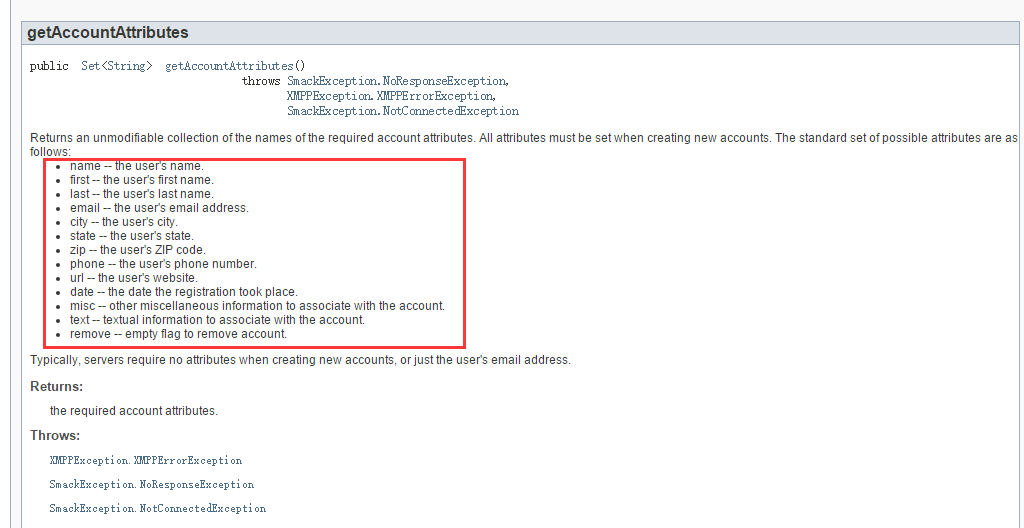 getAccountAttributes
public Set<String> getAccountAttributes()
throws SmackException.NoResponseException,
XMPPException.XMPPErrorException,
SmackException.NotConnectedException
Returns an unmodifiable collection of the names of the required account attributes. All attributes must be set when creating new accounts. The standard set of possible attributes are as
follows:
• name -- the user's name.
• first -- the user's first name.
• last -- the user's last name.
• email -- the user's email address.
• city -- the user's city.
• state -- the user's state.
• zip -- the user's ZIP code.
• phone -- the user's phone number.
• url -- the user's website.
• date -- the date the registration took place.
• misc -- other miscellaneous information to associate with the account.
• text -- textual information to associate with the account.
• remove -- empty flag to remove account.
Typically, servers require no attributes when creating new accounts, or just the user's email address.
Returns:
the required account attributes.
Throws:
XMPPException.XMPPErrorException
SmackException.NoResponseException
SmackException.NotConnectedException